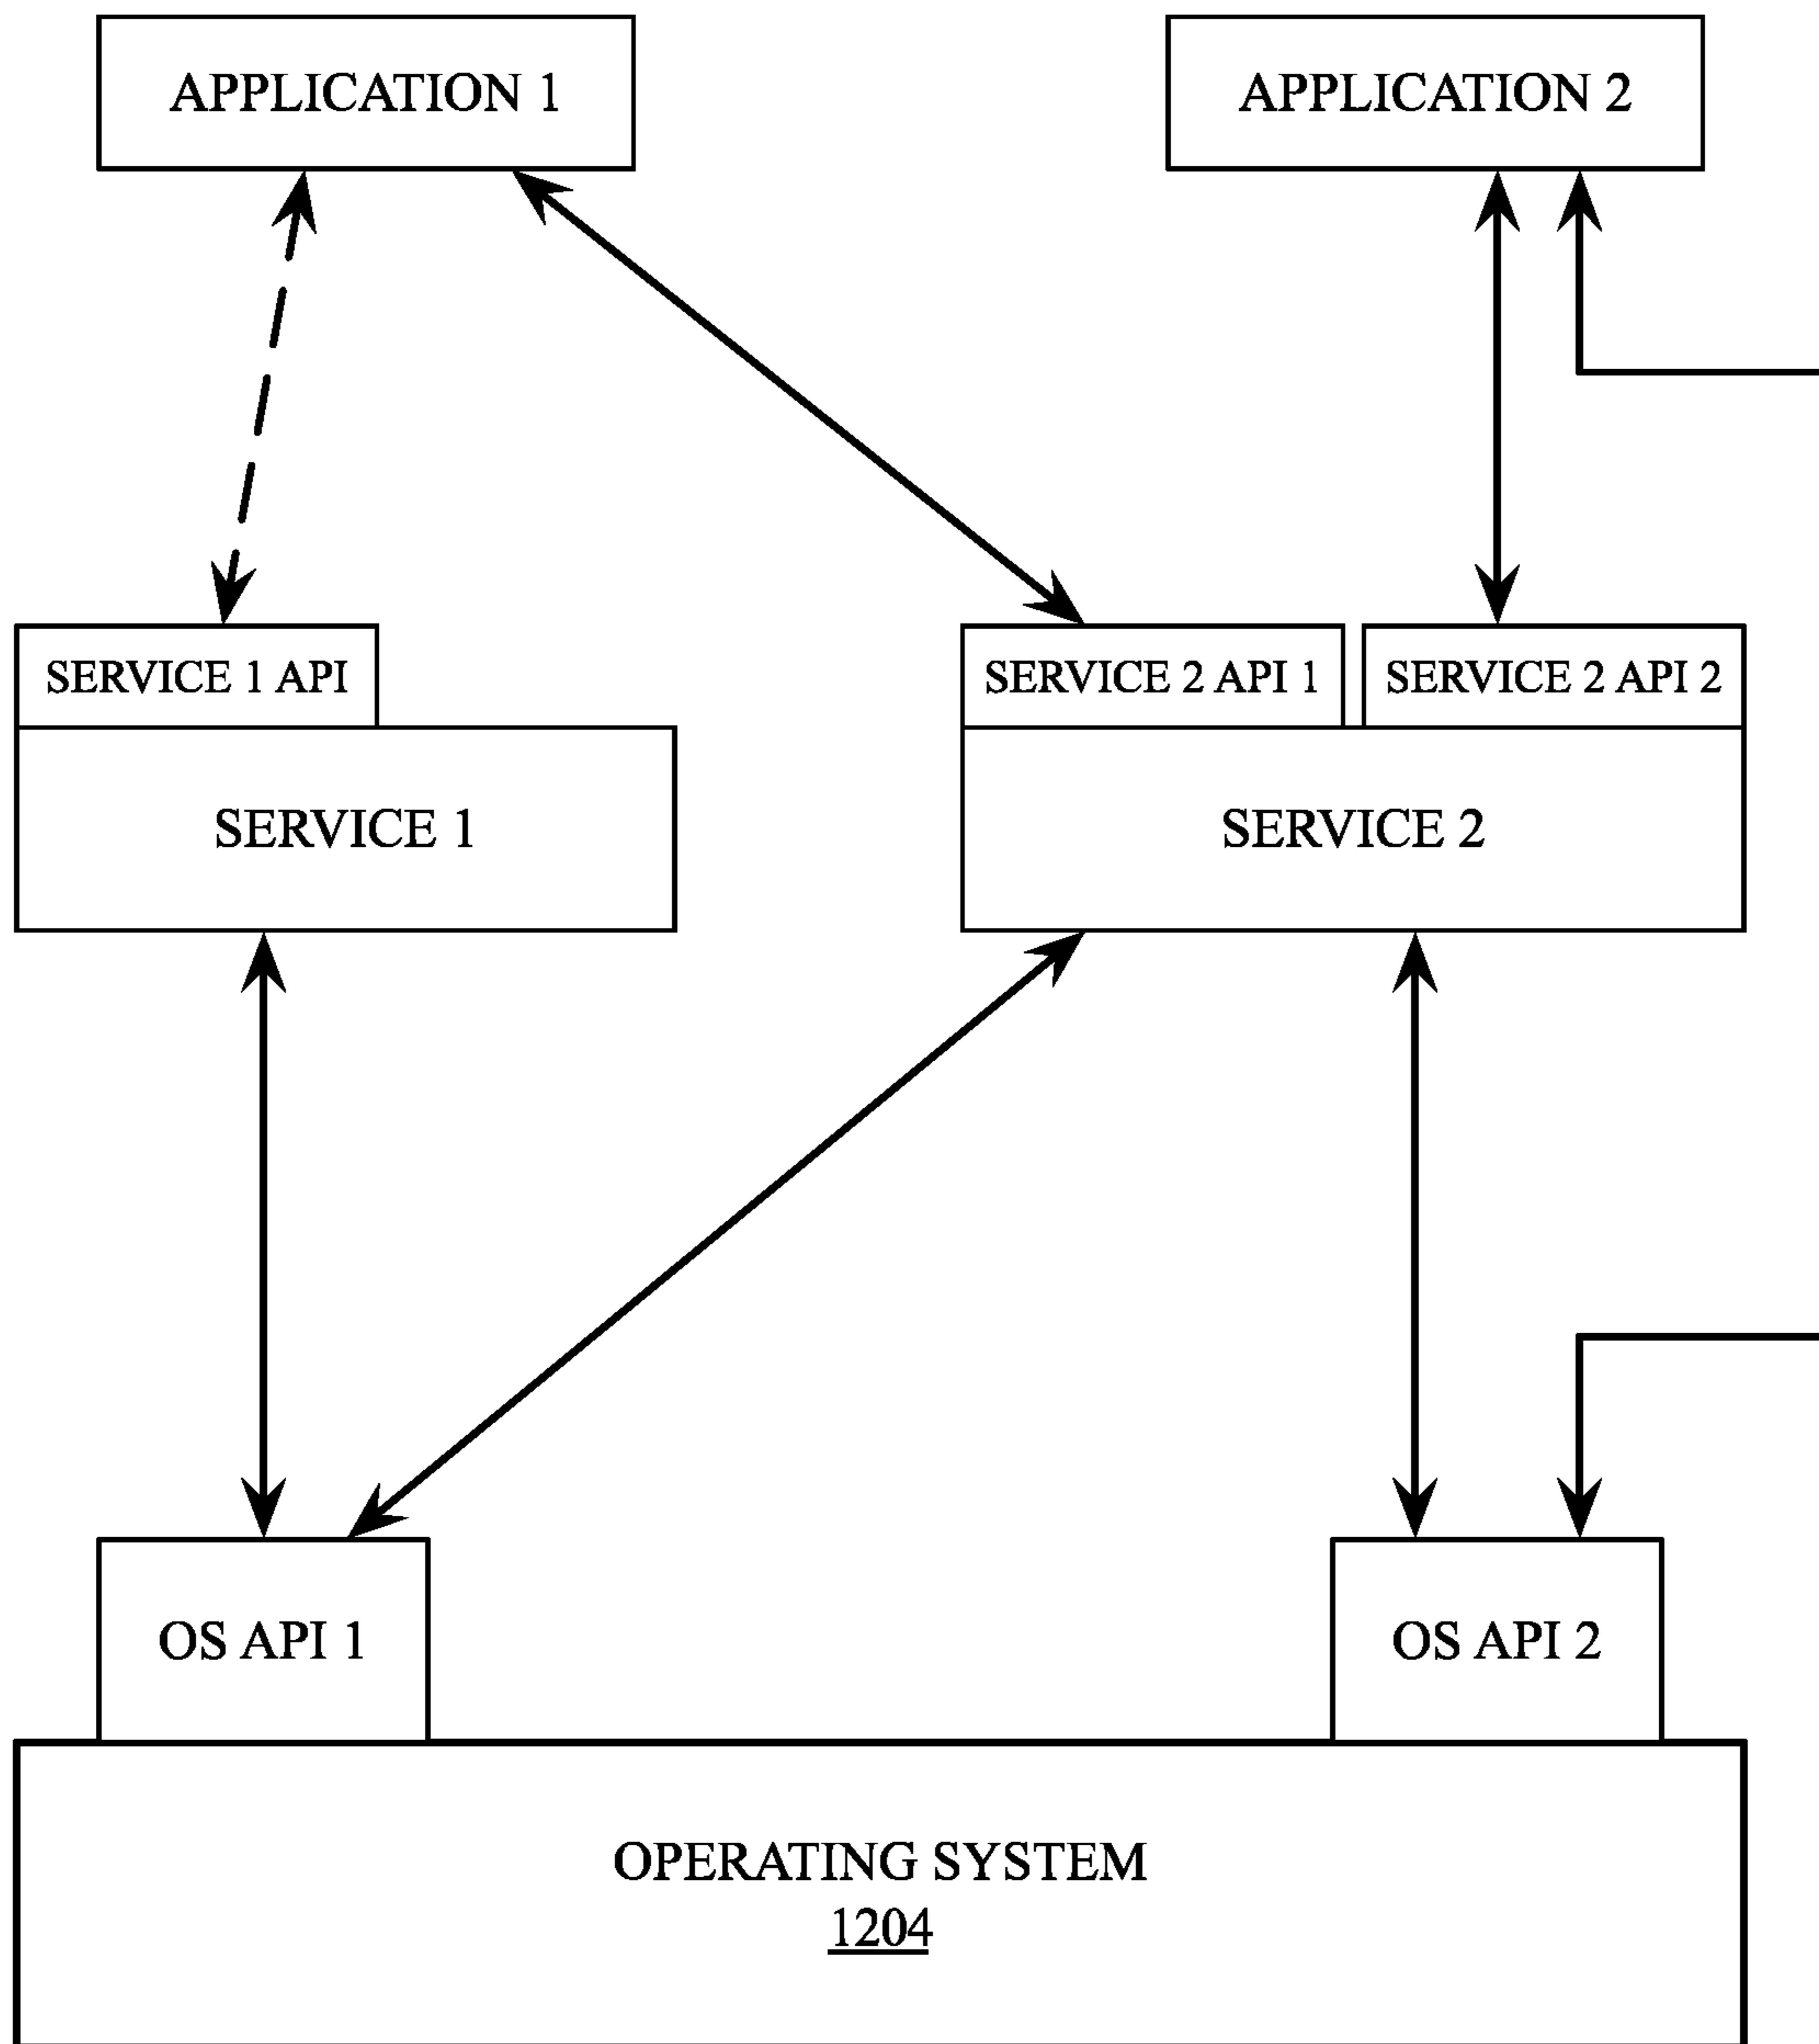 APPLICATION 1
APPLICATION 2
SERVICE 1 API
SERVICE 2 API 1
SERVICE 2 API 2
SERVICE 1
SERVICE 2
OS API 1
OS API 2
OPERATING SYSTEM
1204